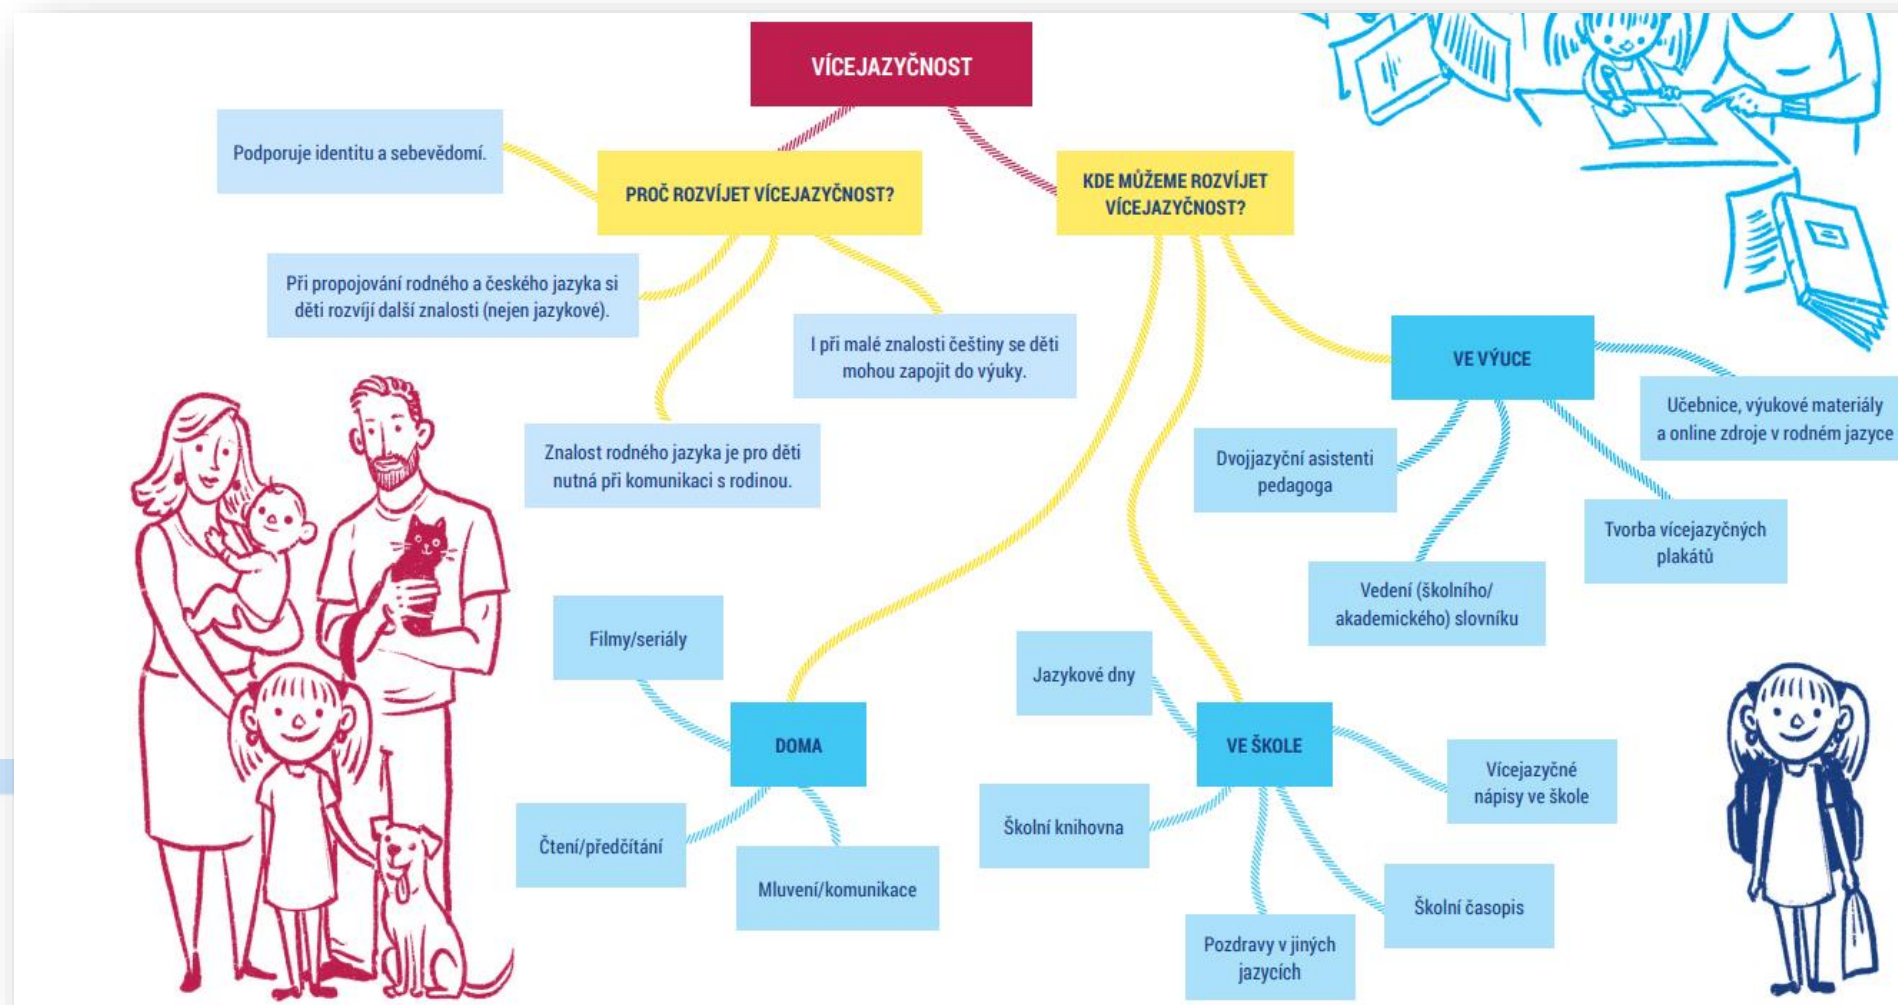 VÍCEJAZYČNOST
PROČ ROZVÍJET VÍCEJAZYČNOST?
Podporuje identitu a sebevědomí.
Při propojování rodného a českého jazyka si
děti rozvíjí další znalosti (nejen jazykové).
Znalost rodného jazyka je pro děti
nutná při komunikaci s rodinou.
I při malé znalosti češtiny se děti
mohou zapojit do výuky.
KDE MŮŽEME ROZVÍJET
VÍCEJAZYČNOST?
VE VÝUCE
Učebnice, výukové materiály
a online zdroje v rodném jazyce
Dvojjazyční asistenti
pedagoga
Tvorba vícejazyčných
plakátů
Vedení (školního/
akademického) slovníku
DOMA
Filmy/seriály
Čtení/předčítání
Mluvení/komunikace
VE ŠKOLE
Jazykové dny
Školní knihovna
Vícejazyčné
nápisy ve škole
Školní časopis
Pozdravy v jiných
jazycích